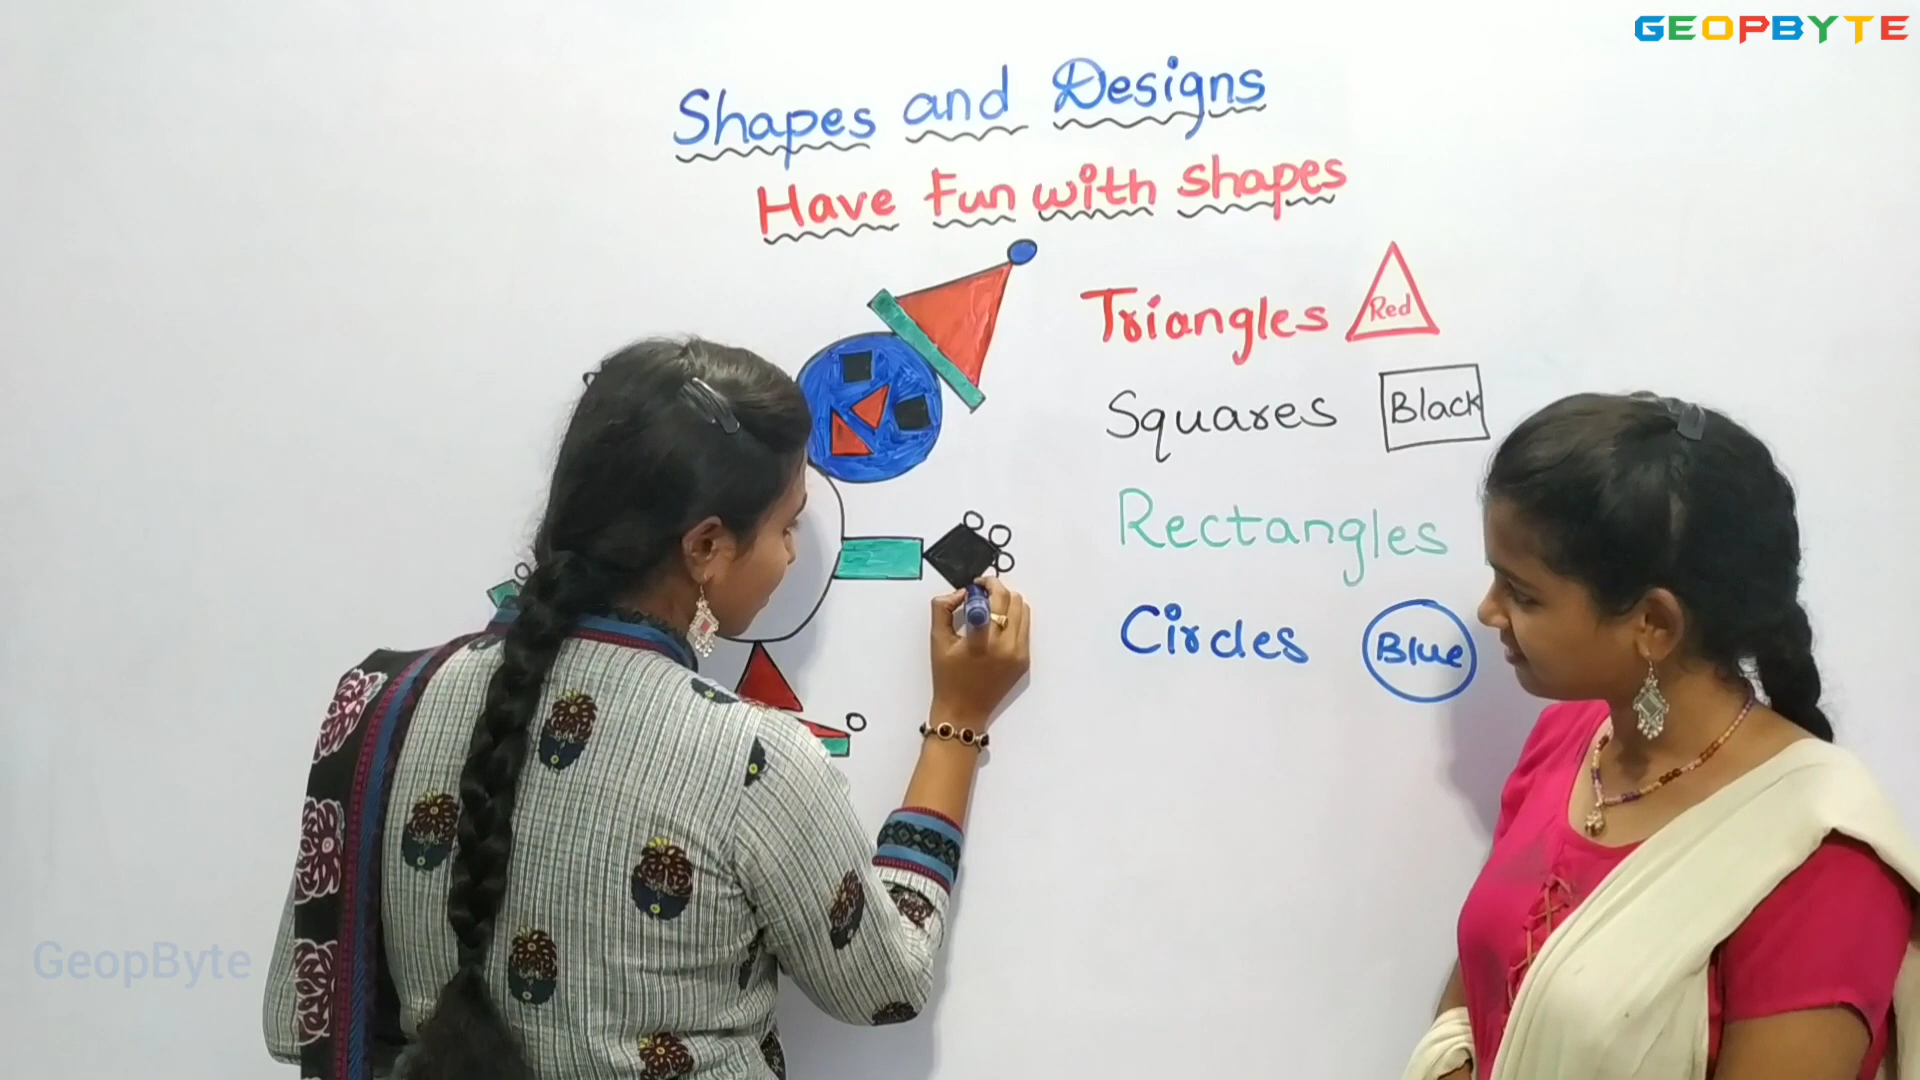 GEOPBYTE
Shapes and Designs
Have Fun with shapes
Triangles Red
Squares Black
Rectangles
Circles Blue
GeopByte